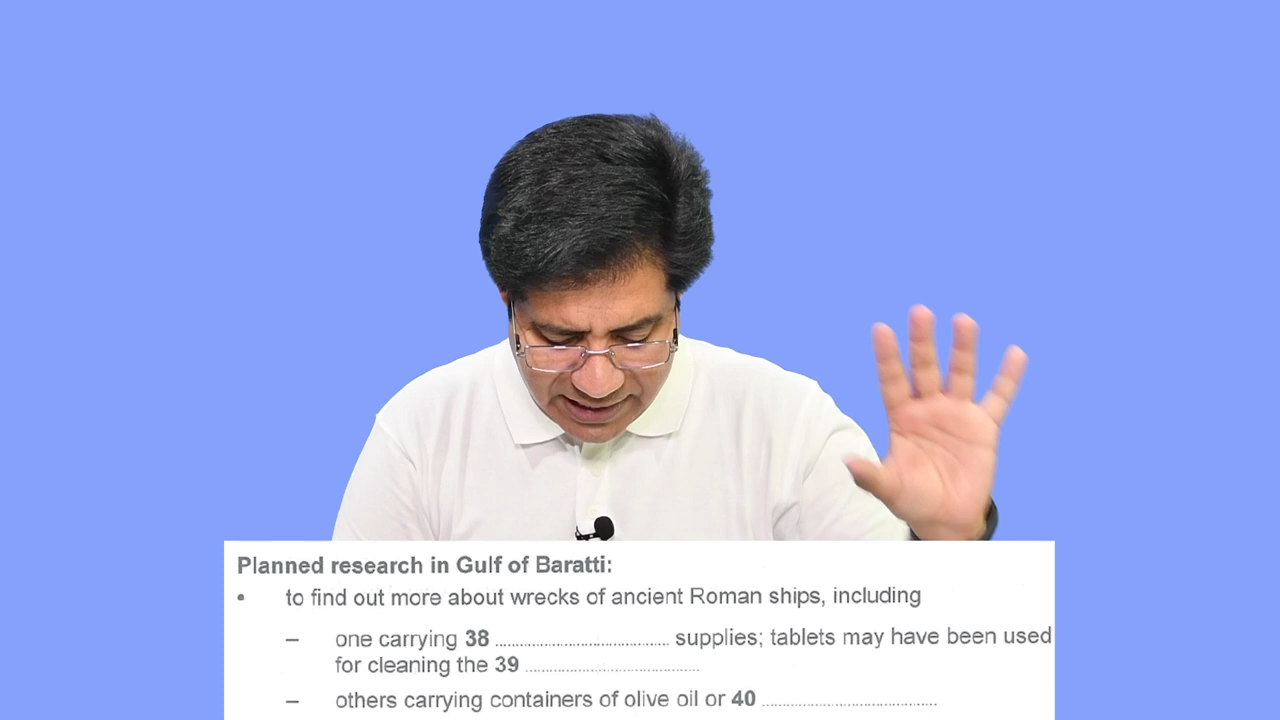 Planned research in Gulf of Baratti:
• to find out more about wrecks of ancient Roman ships, including
– one carrying 38 .............................. supplies; tablets may have been used
for cleaning the 39 ..............................
– others carrying containers of olive oil or 40 ..............................